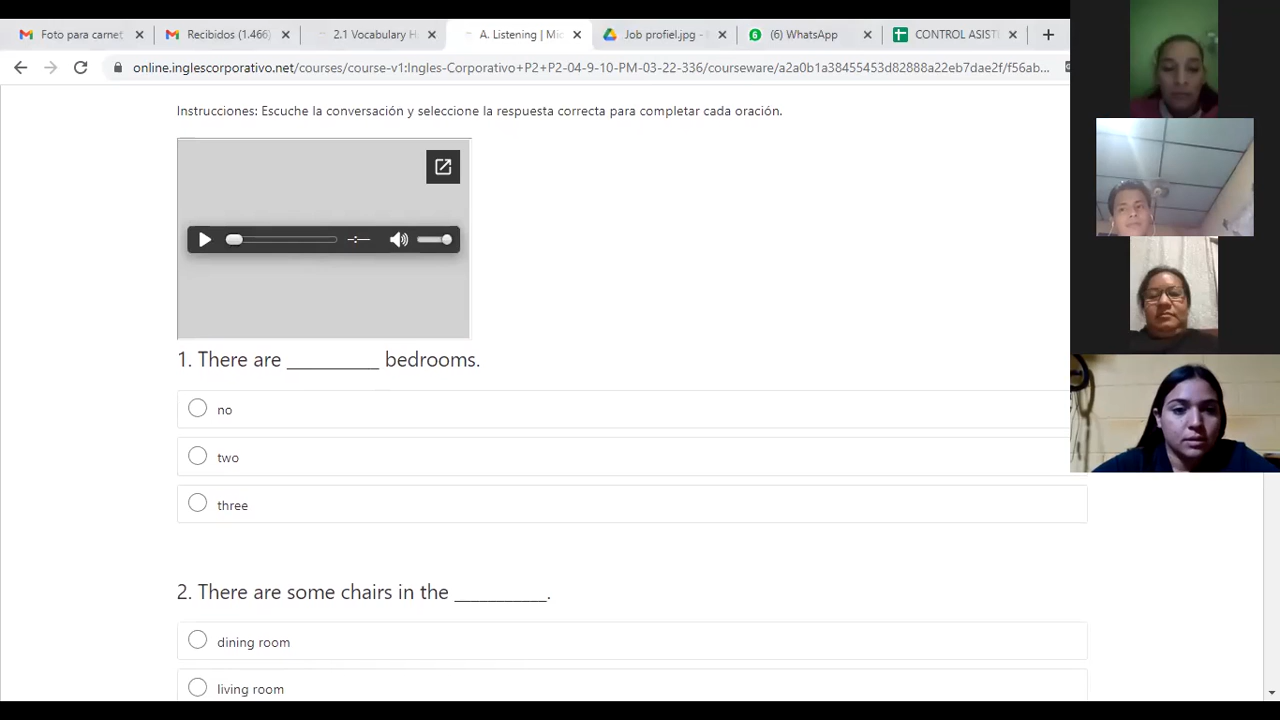 Foto para carnet
Recibidos (1.466)
2.1 Vocabulary H
A. Listening | Mic
Job profiel.jpg -
(6) WhatsApp
CONTROL ASIST
online.inglescorporativo.net/courses/course-v1:Ingles-Corporativo+P2+P2-04-9-10-PM-03-22-336/courseware/a2a0b1a38455453d82888a22eb7dae2f/f56ab...
Instrucciones: Escuche la conversación y seleccione la respuesta correcta para completar cada oración.
1. There are __________ bedrooms.
no
two
three
2. There are some chairs in the __________.
dining room
living room